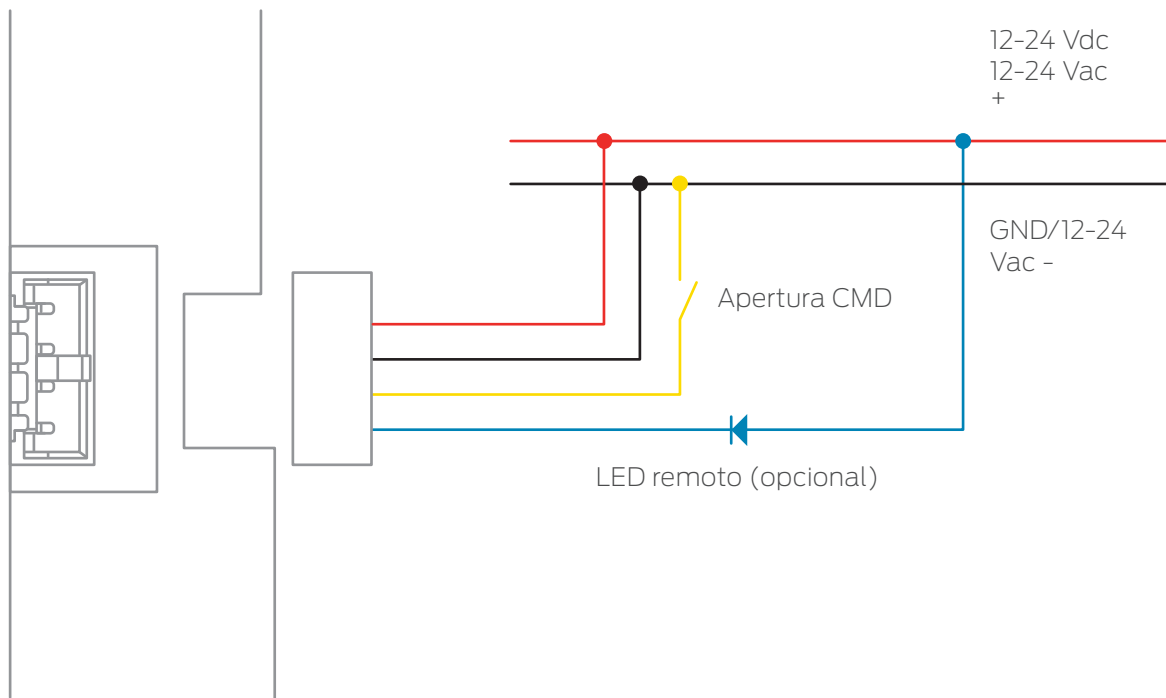 12-24 Vdc
12-24 Vac
+
GND/12-24
Vac -
Apertura CMD
LED remoto (opcional)